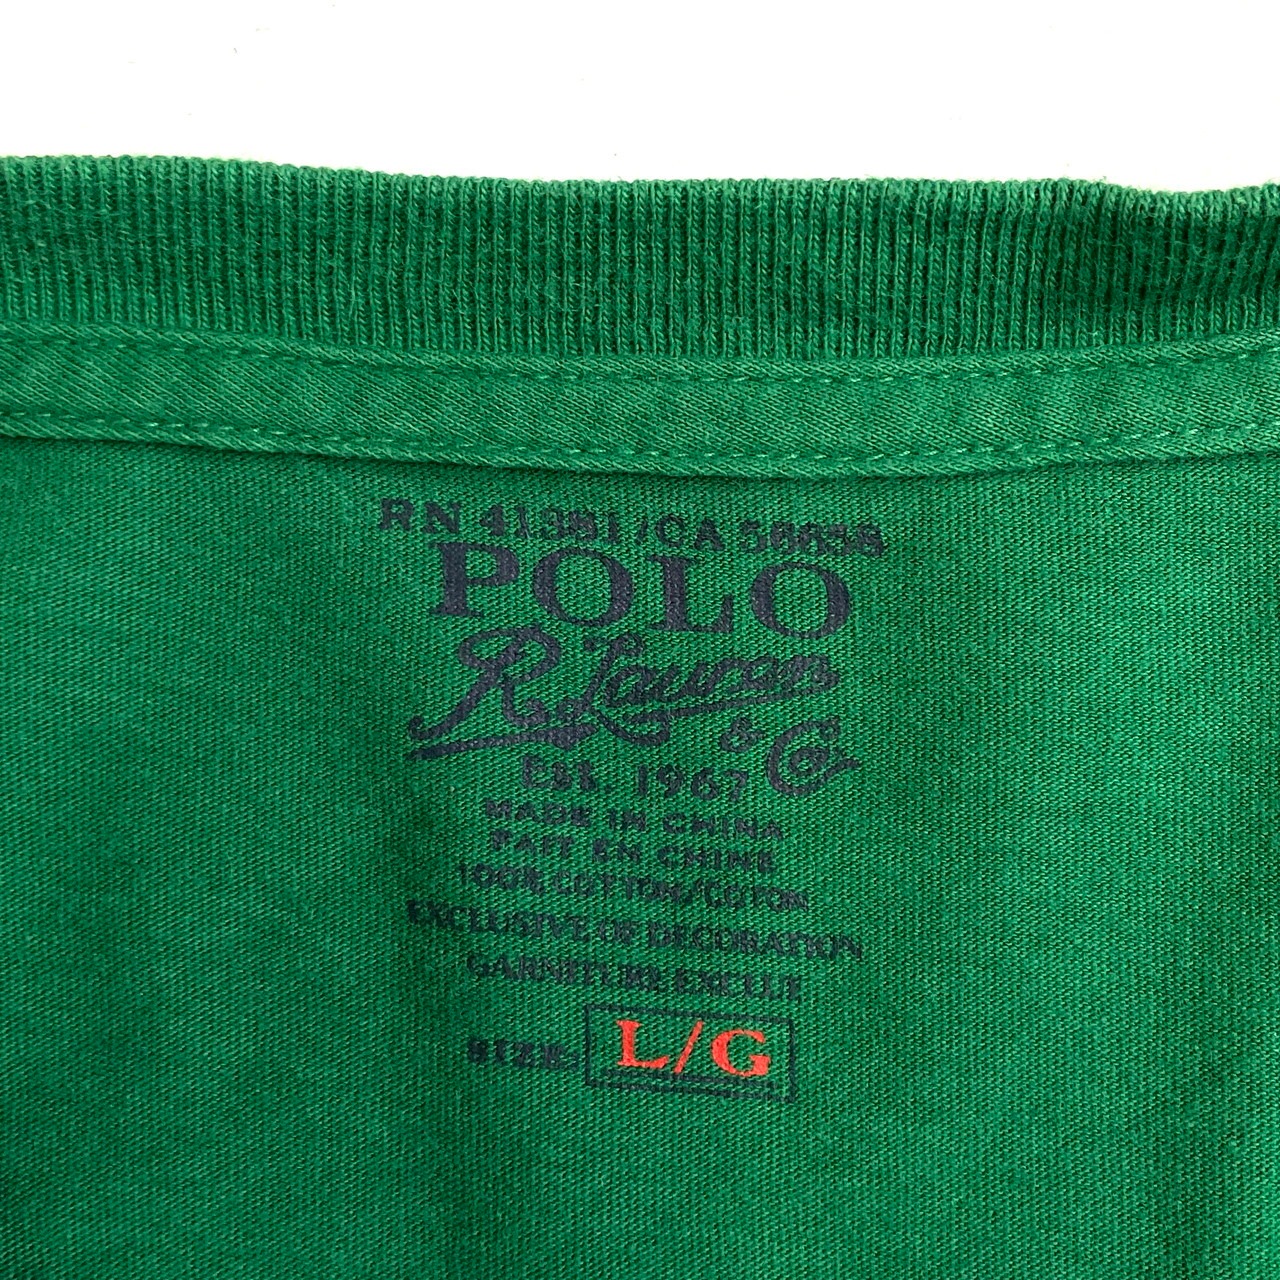 RN 41381 / CA 56658
POLO
R. Lauren
& Co
Est. 1967
MADE IN CHINA
FAIT EN CHINE
100% COTTON/COTON
EXCLUSIVE OF DECORATION
GARNITURE EXCLUE
SIZE: L/G